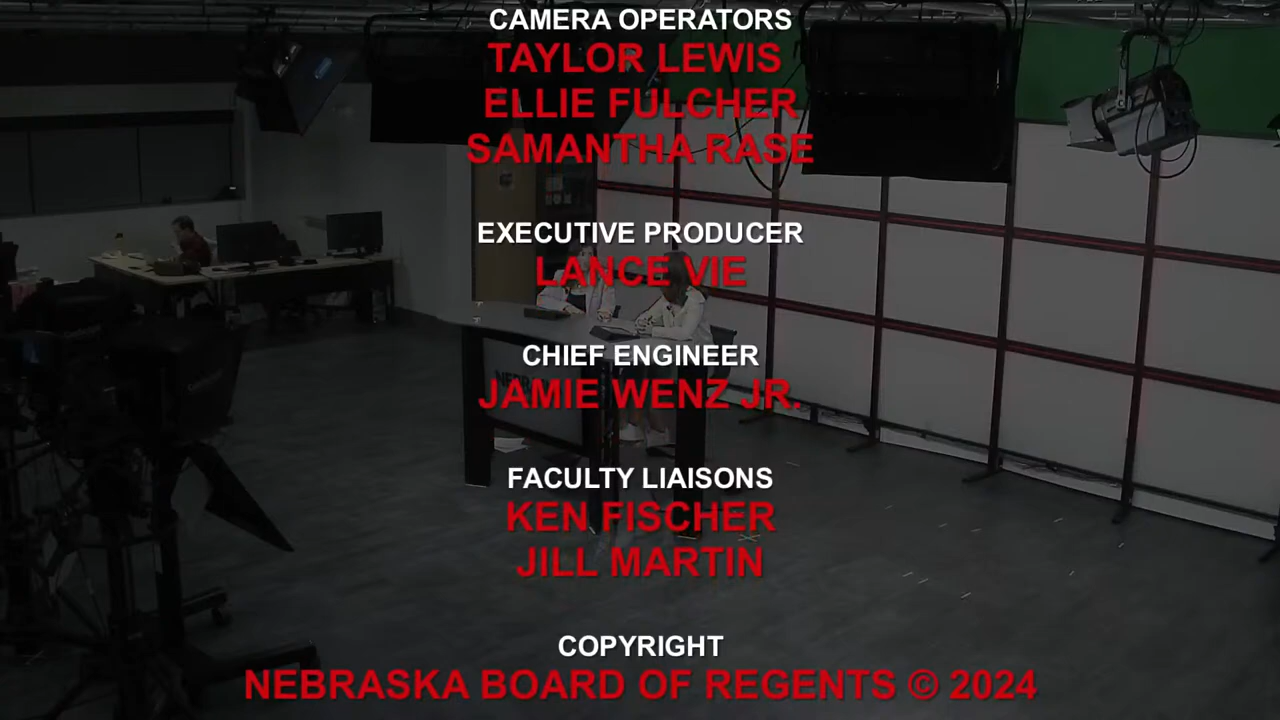 CAMERA OPERATORS
TAYLOR LEWIS
ELLIE FULCHER
SAMANTHA RASE
EXECUTIVE PRODUCER
LANCE VIE
CHIEF ENGINEER
JAMIE WENZ JR.
FACULTY LIAISONS
KEN FISCHER
JILL MARTIN
COPYRIGHT
NEBRASKA BOARD OF REGENTS © 2024